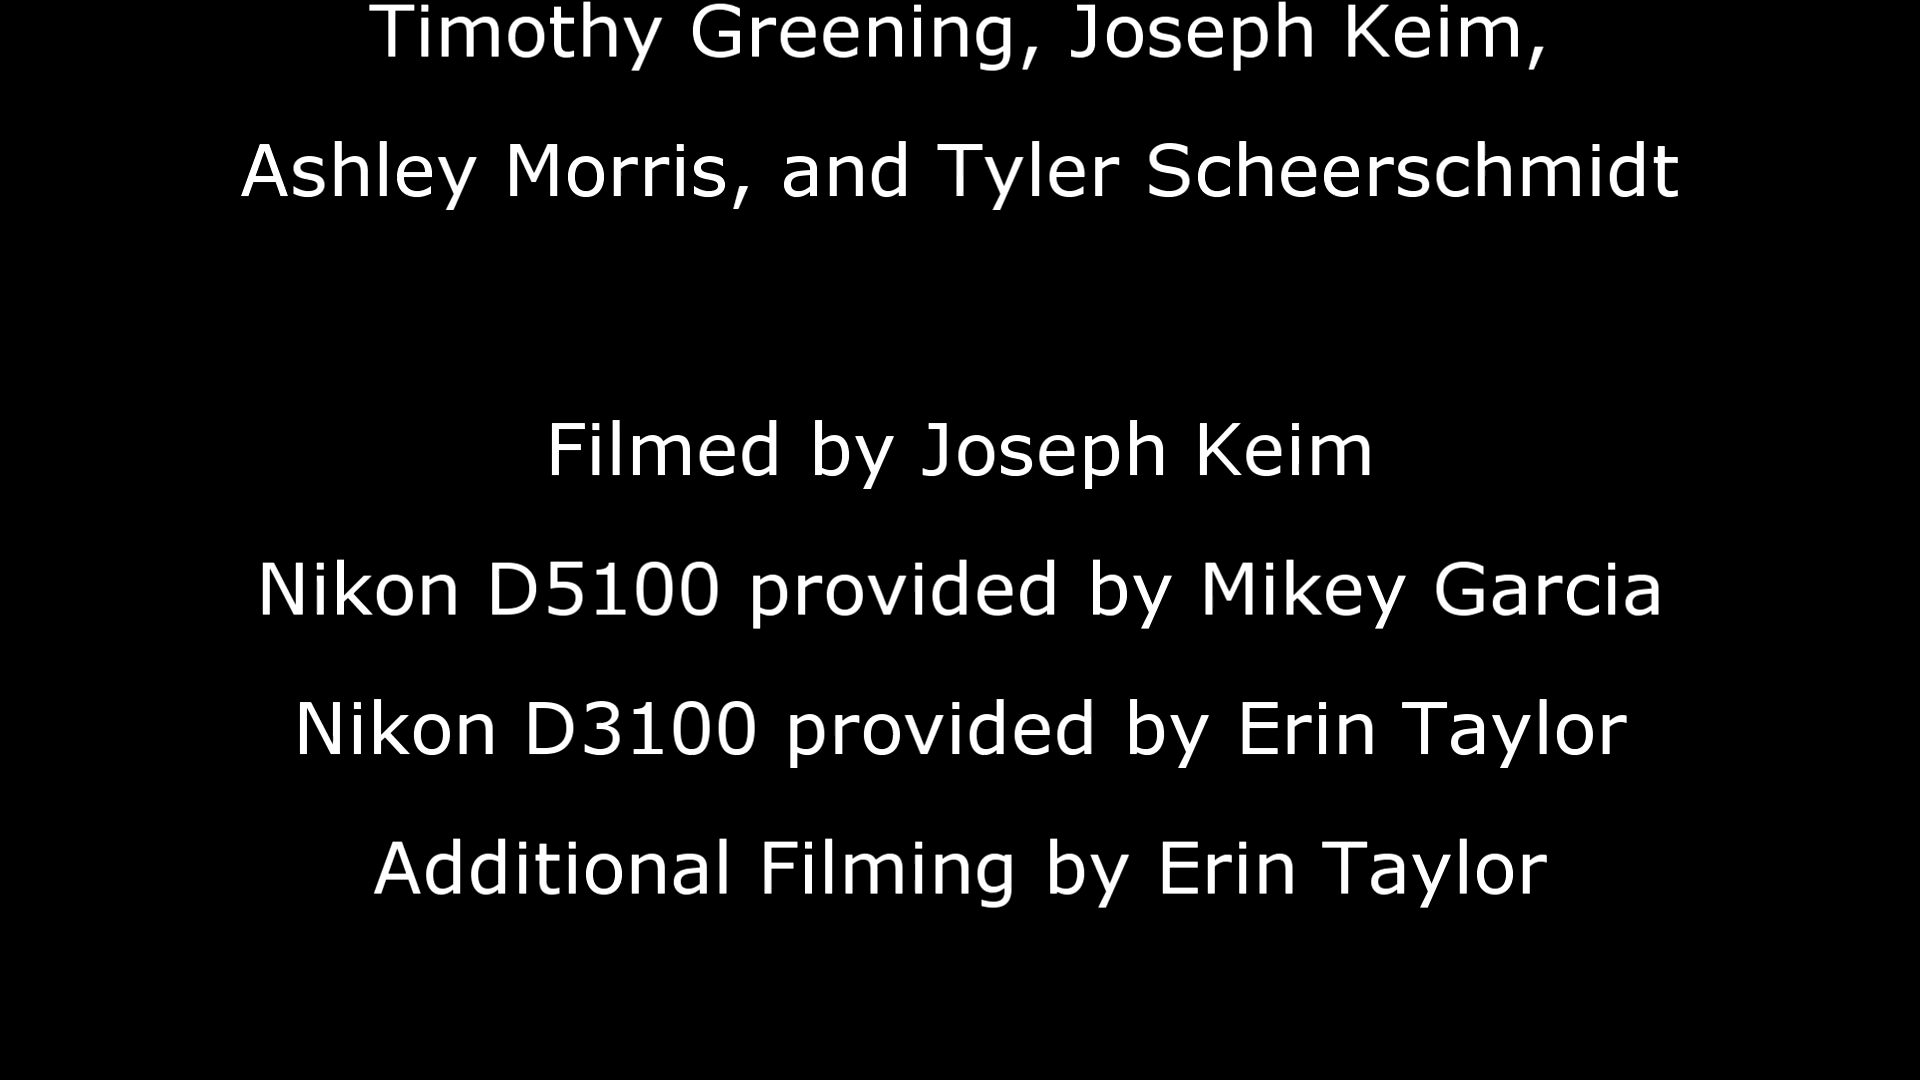 Timothy Greening, Joseph Keim,
Ashley Morris, and Tyler Scheerschmidt
Filmed by Joseph Keim
Nikon D5100 provided by Mikey Garcia
Nikon D3100 provided by Erin Taylor
Additional Filming by Erin Taylor